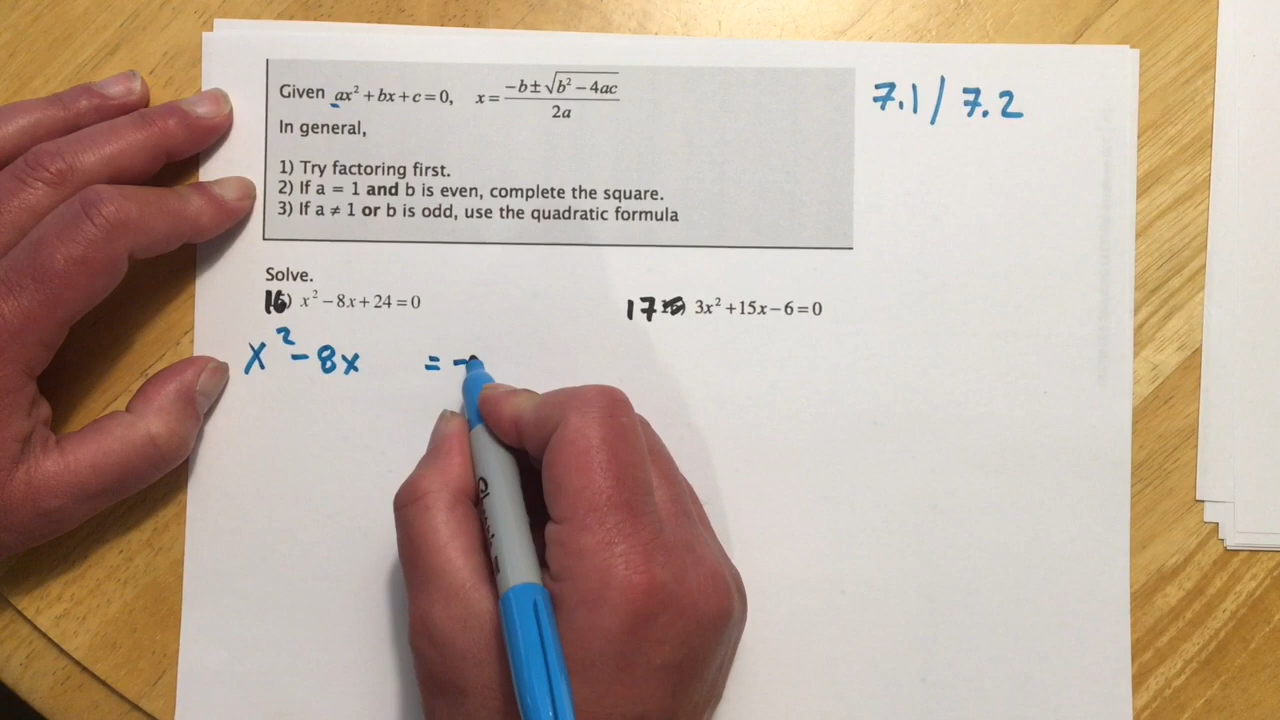 Given ax² + bx + c = 0, x = (-b ± √(b² - 4ac)) / 2a
7.1 / 7.2
In general,
1) Try factoring first.
2) If a = 1 and b is even, complete the square.
3) If a ≠ 1 or b is odd, use the quadratic formula
Solve.
16) x² - 8x + 24 = 0
17) 3x² + 15x - 6 = 0
x² - 8x = -